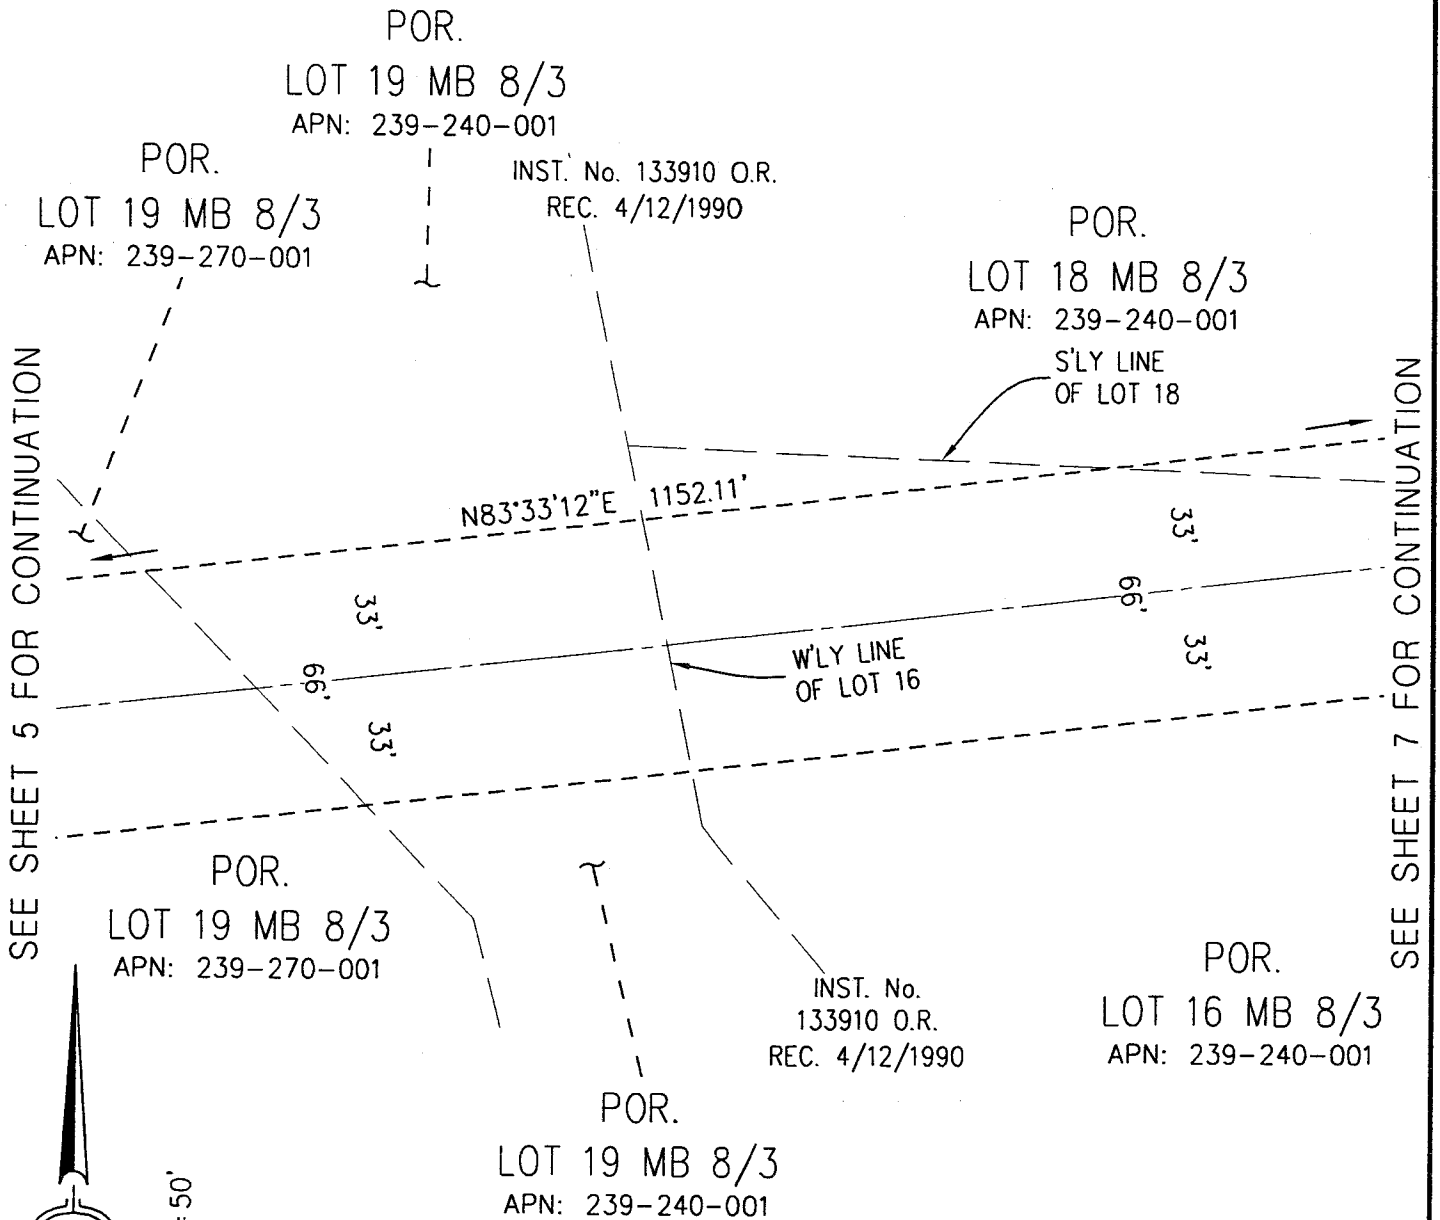 POR.
LOT 19 MB 8/3
APN: 239-240-001
POR.
LOT 19 MB 8/3
APN: 239-270-001
INST. No. 133910 O.R.
REC. 4/12/1990
POR.
LOT 18 MB 8/3
APN: 239-240-001
S'LY LINE
OF LOT 18
SEE SHEET 5 FOR CONTINUATION
SEE SHEET 7 FOR CONTINUATION
N83°33'12"E 1152.11'
33'
66'
33'
33'
66'
33'
W'LY LINE
OF LOT 16
POR.
LOT 19 MB 8/3
APN: 239-270-001
INST. No.
133910 O.R.
REC. 4/12/1990
POR.
LOT 16 MB 8/3
APN: 239-240-001
POR.
LOT 19 MB 8/3
APN: 239-240-001
=50'